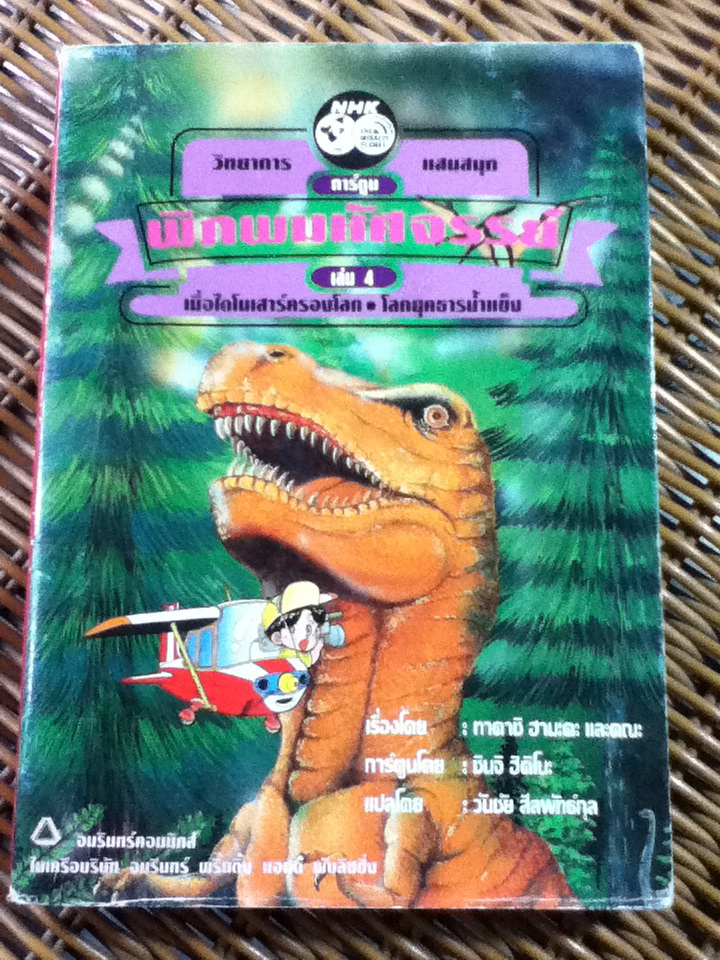 NHK
วิทยาการ แสนสนุก
การ์ตูน
พิภพมหัศจรรย์
เล่ม 4
เมื่อไดโนเสาร์ครองโลก • โลกยุคธารน้ำแข็ง
เรื่องโดย : ทาดาชิ ฮามะดะ และคณะ
การ์ตูนโดย : ชินจิ ฮิคิโนะ
แปลโดย : วันชัย สีลพัทธ์กุล
อมรินทร์คอมมิกส์
ในเครือบริษัท อมรินทร์ พริ้นติ้ง แอนด์ พับลิชชิ่ง